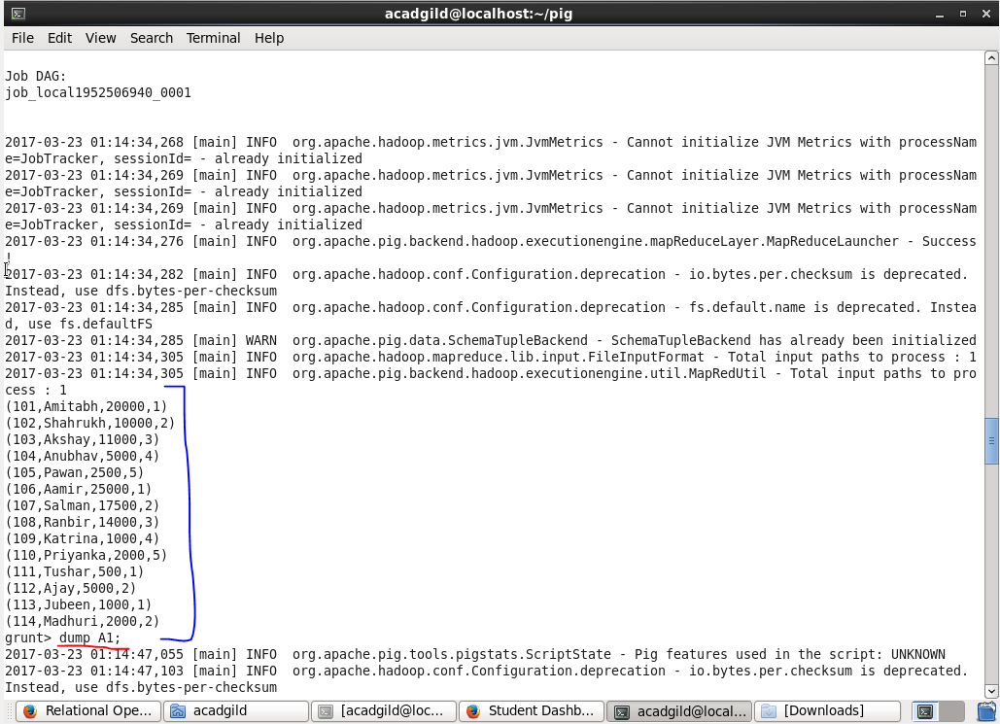 acadgild@localhost:~/pig
File Edit View Search Terminal Help
Job DAG:
job_local1952506940_0001
2017-03-23 01:14:34,268 [main] INFO  org.apache.hadoop.metrics.jvm.JvmMetrics - Cannot initialize JVM Metrics with processNam
e=JobTracker, sessionId= - already initialized
2017-03-23 01:14:34,269 [main] INFO  org.apache.hadoop.metrics.jvm.JvmMetrics - Cannot initialize JVM Metrics with processNam
e=JobTracker, sessionId= - already initialized
2017-03-23 01:14:34,269 [main] INFO  org.apache.hadoop.metrics.jvm.JvmMetrics - Cannot initialize JVM Metrics with processNam
e=JobTracker, sessionId= - already initialized
2017-03-23 01:14:34,276 [main] INFO  org.apache.pig.backend.hadoop.executionengine.mapReduceLayer.MapReduceLauncher - Success
!
2017-03-23 01:14:34,282 [main] INFO  org.apache.hadoop.conf.Configuration.deprecation - io.bytes.per.checksum is deprecated.
Instead, use dfs.bytes-per-checksum
2017-03-23 01:14:34,285 [main] INFO  org.apache.hadoop.conf.Configuration.deprecation - fs.default.name is deprecated. Instea
d, use fs.defaultFS
2017-03-23 01:14:34,285 [main] WARN  org.apache.pig.data.SchemaTupleBackend - SchemaTupleBackend has already been initialized
2017-03-23 01:14:34,305 [main] INFO  org.apache.hadoop.mapreduce.lib.input.FileInputFormat - Total input paths to process : 1
2017-03-23 01:14:34,305 [main] INFO  org.apache.pig.backend.hadoop.executionengine.util.MapRedUtil - Total input paths to pro
cess : 1
(101,Amitabh,20000,1)
(102,Shahrukh,10000,2)
(103,Akshay,11000,3)
(104,Anubhav,5000,4)
(105,Pawan,2500,5)
(106,Aamir,25000,1)
(107,Salman,17500,2)
(108,Ranbir,14000,3)
(109,Katrina,1000,4)
(110,Priyanka,2000,5)
(111,Tushar,500,1)
(112,Ajay,5000,2)
(113,Jubeen,1000,1)
(114,Madhuri,2000,2)
grunt> dump A1;
2017-03-23 01:14:47,055 [main] INFO  org.apache.pig.tools.pigstats.ScriptState - Pig features used in the script: UNKNOWN
2017-03-23 01:14:47,103 [main] INFO  org.apache.hadoop.conf.Configuration.deprecation - io.bytes.per.checksum is deprecated.
Instead, use dfs.bytes-per-checksum
Relational Ope... acadgild [acadgild@loc... Student Dashb... acadgild@local... [Downloads]